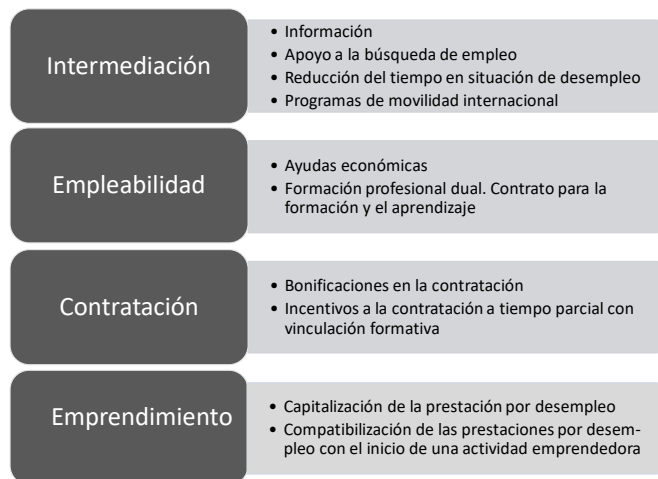 Intermediación
• Información
• Apoyo a la búsqueda de empleo
• Reducción del tiempo en situación de desempleo
• Programas de movilidad internacional
Empleabilidad
• Ayudas económicas
• Formación profesional dual. Contrato para la
formación y el aprendizaje
Contratación
• Bonificaciones en la contratación
• Incentivos a la contratación a tiempo parcial con
vinculación formativa
Emprendimiento
• Capitalización de la prestación por desempleo
• Compatibilización de las prestaciones por desem-
pleo con el inicio de una actividad emprendedora